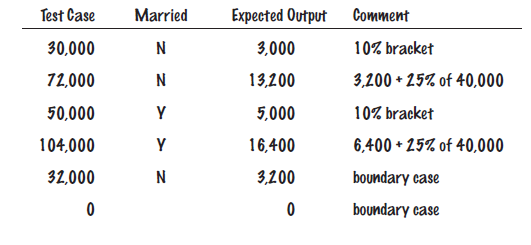 Test Case Married Expected Output Comment
30,000 N 3,000 10% bracket
72,000 N 13,200 3,200 + 25% of 40,000
50,000 Y 5,000 10% bracket
104,000 Y 16,400 6,400 + 25% of 40,000
32,000 N 3,200 boundary case
0 0 boundary case